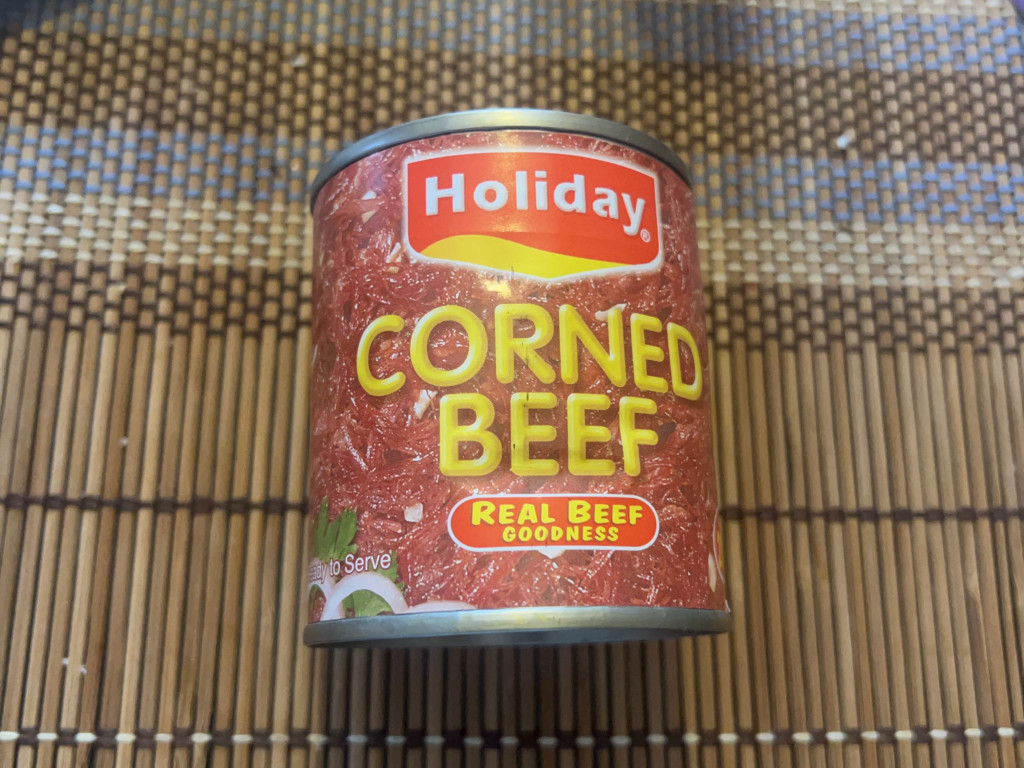 Holiday®
CORNED
BEEF
REAL BEEF
GOODNESS
to Serve